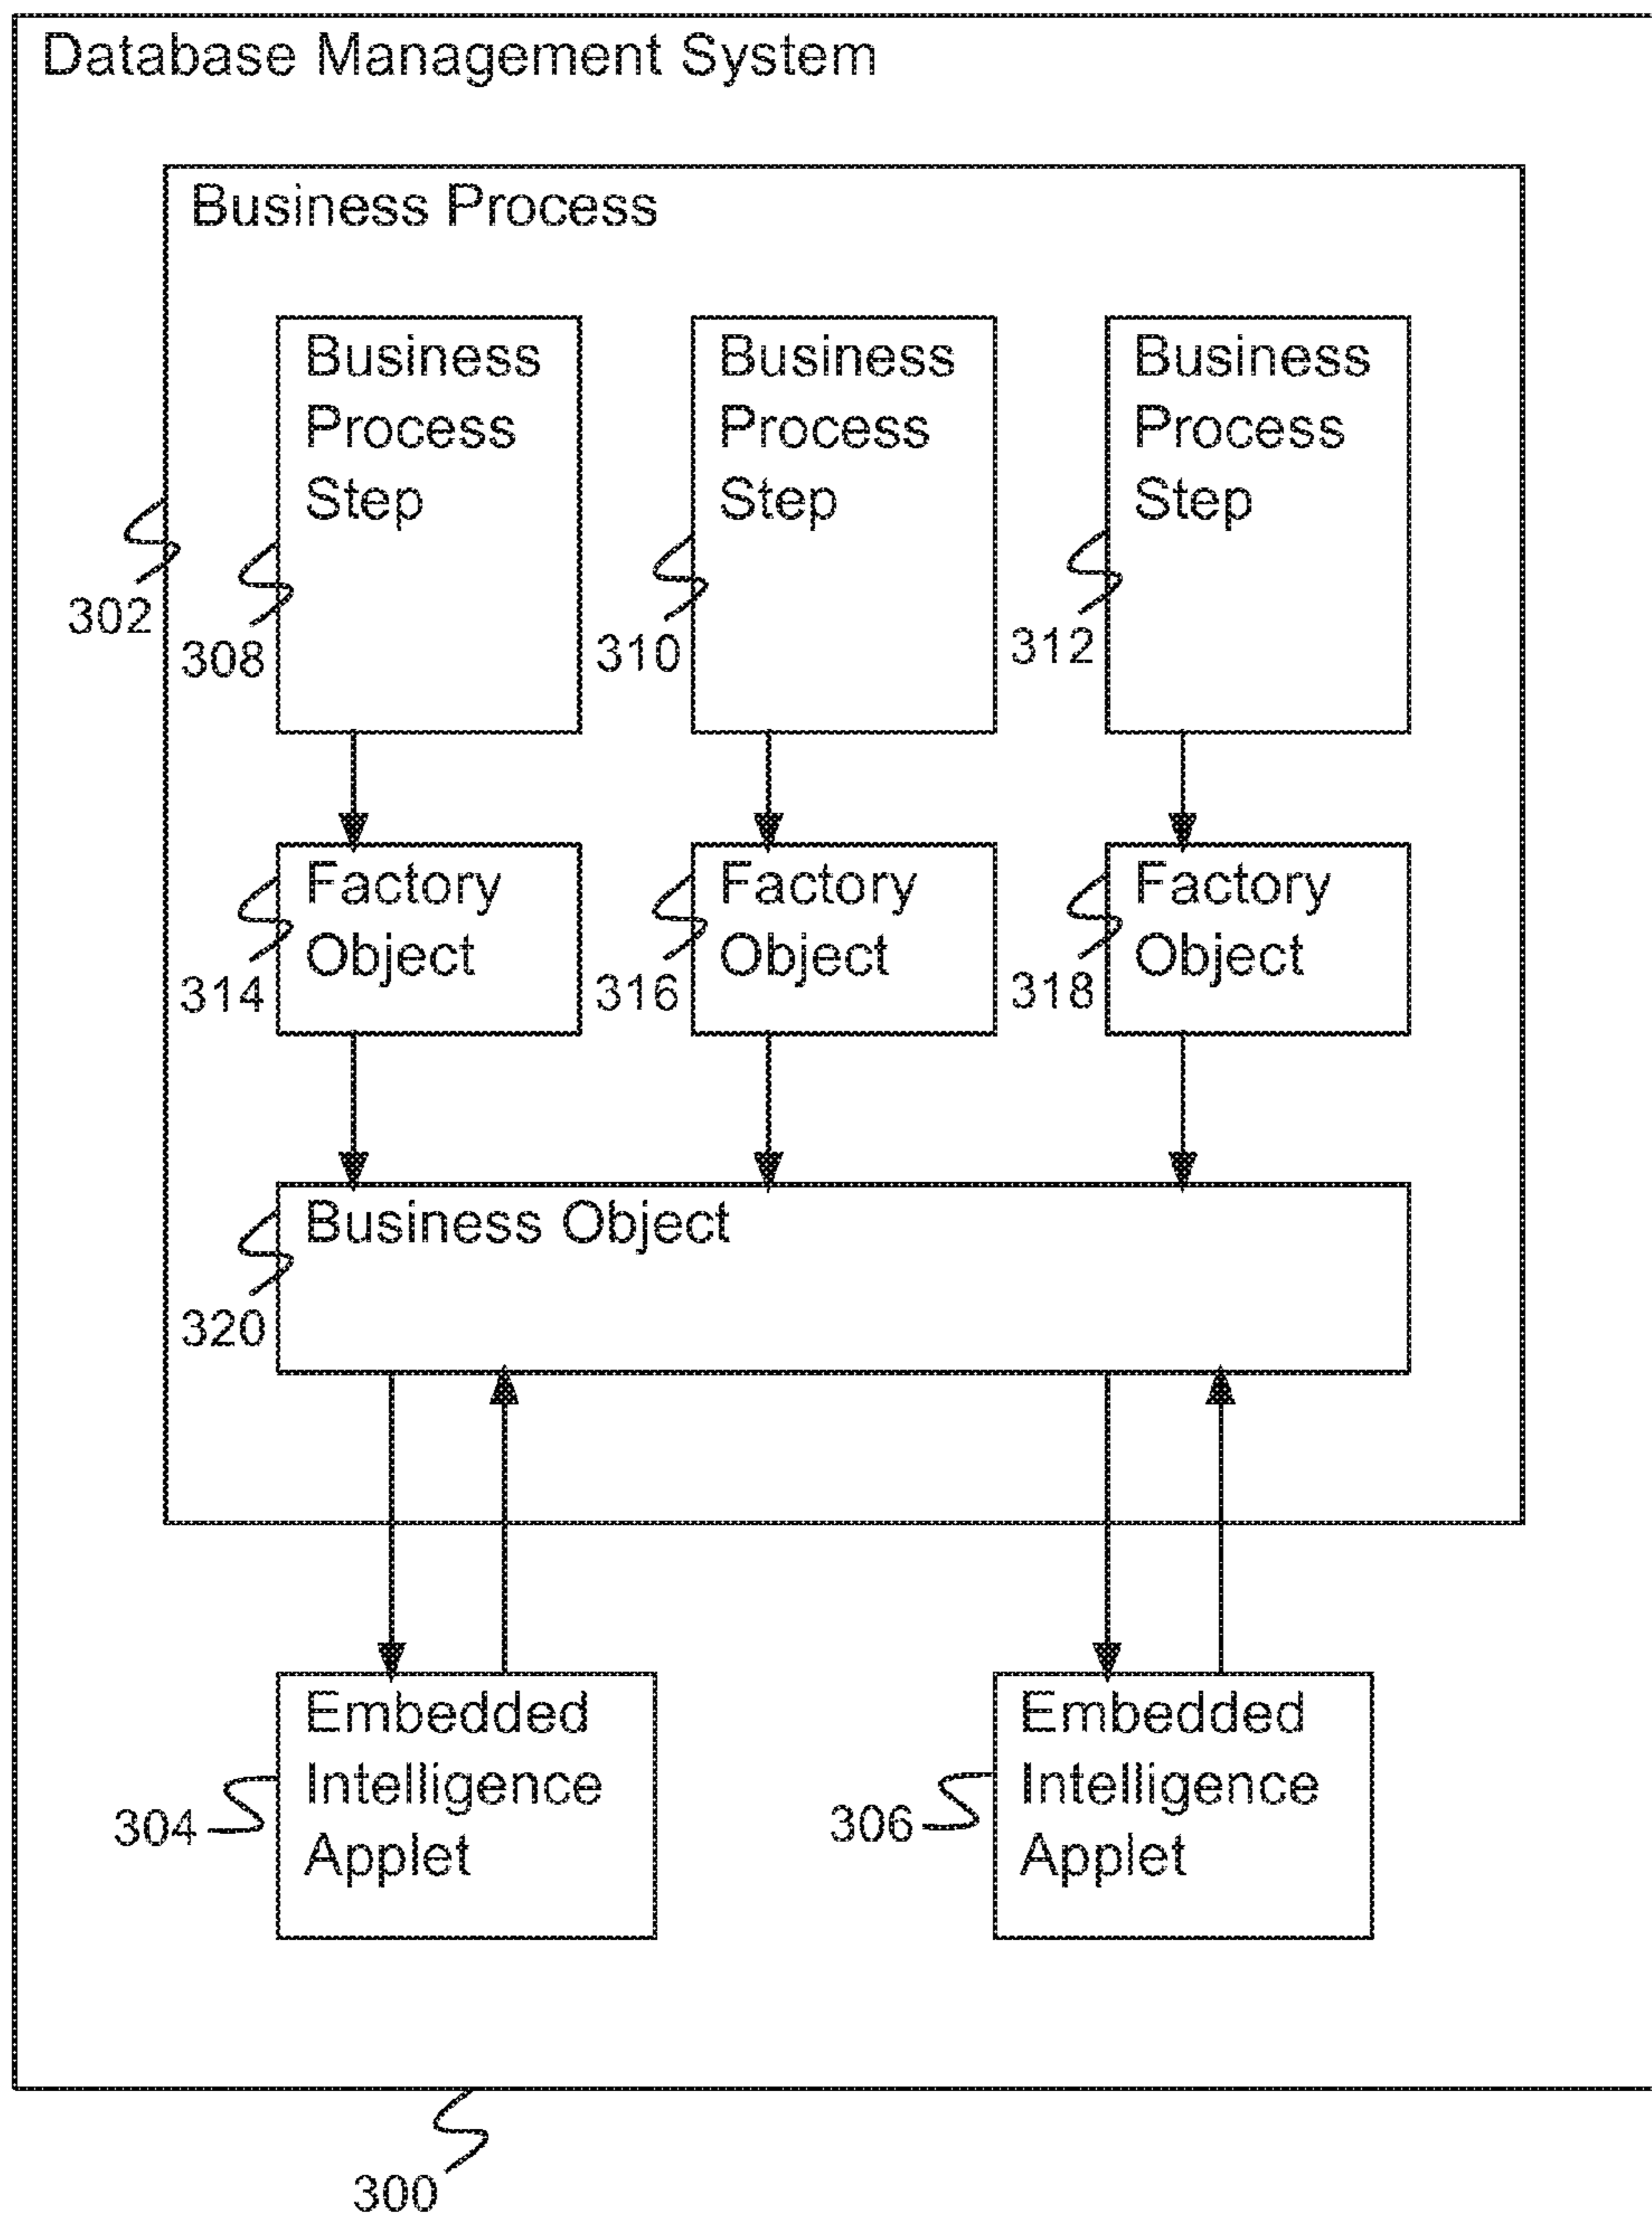 Database Management System
Business Process
Business
Process
Step
Business
Process
Step
Business
Process
Step
302
308
310
312
Factory
Object
Factory
Object
Factory
Object
314
316
318
Business Object
320
Embedded
Intelligence
Applet
Embedded
Intelligence
Applet
304
306
300